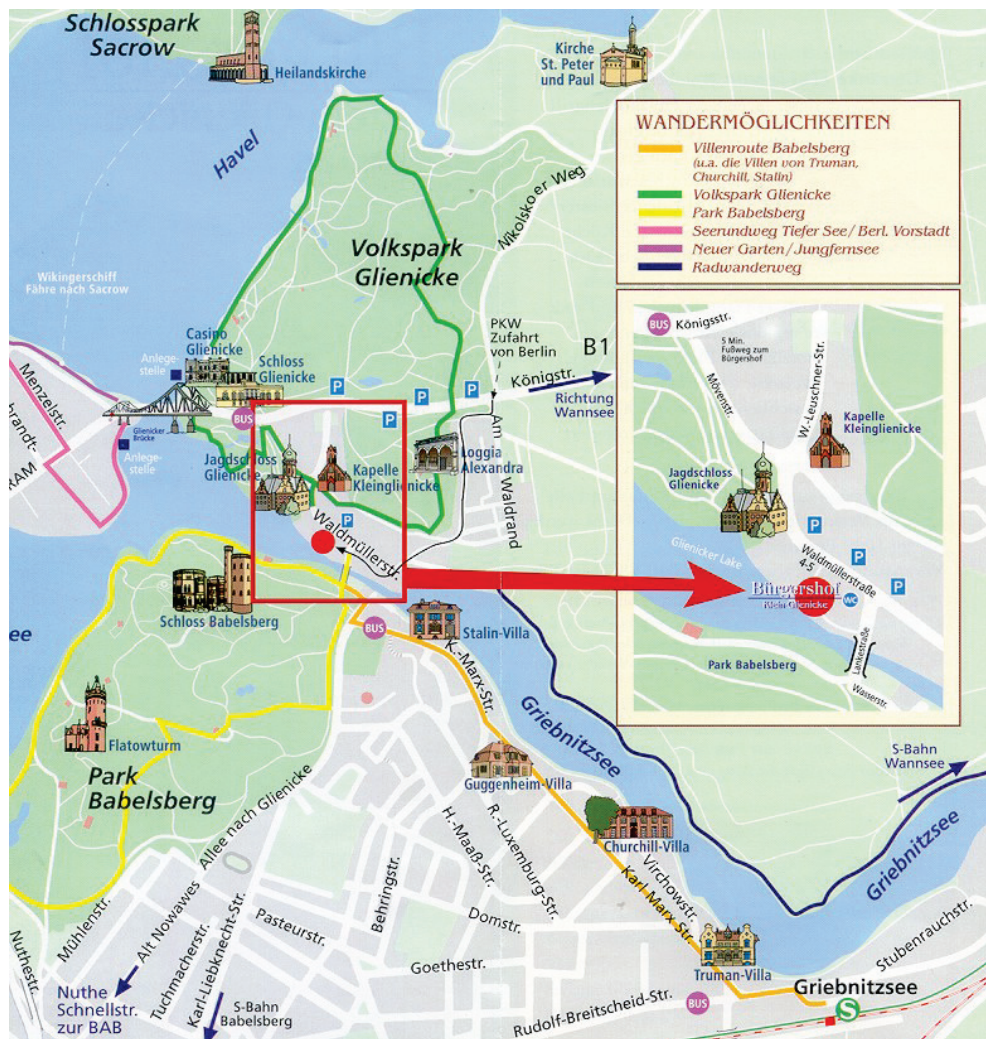 Schlosspark
Sacrow
Heilandskirche
Kirche
St. Peter
und Paul
Havel
WANDERMÖGLICHKEITEN
Villenroute Babelsberg
(u.a. die Villen von Truman,
Churchill, Stalin)
Volkspark Glienicke
Park Babelsberg
Seerundweg Tiefer See/Berl. Vorstadt
Neuer Garten/Jungfernsee
Radwanderweg
Nikolskoer Weg
Volkspark
Glienicke
Wikingerschiff
Fähre nach Sacrow
PKW
Zufahrt
von Berlin
B1
Königstr.
Richtung
Wannsee
Casino
Glienicke
Schloss
Glienicke
Anlege-
stelle
Menzelstr.
brandt-
RAM
Glienicker
Brücke
Anlege-
stelle
BUS
P
P
P
P
Jagdschloss
Glienicke
Kapelle
Kleinglienicke
Loggia
Alexandra
Am Waldrand
P
Waldmüllerstr.
BUS
Königsstr.
5 Min.
Fußweg zum
Bürgershof
Mövenstr.
W.-Leuschner-Str.
Kapelle
Kleinglienicke
Jagdschloss
Glienicke
P
P
P
Glienicker Lake
Waldmüllerstraße
4-5
Bürgershof
Klein Glienicke
WC
Lankestraße
Park Babelsberg
Wasserstr.
Schloss Babelsberg
BUS
Stalin-Villa
K.-Marx-Str.
ee
Flatowturm
Park
Babelsberg
Griebnitzsee
Guggenheim-Villa
S-Bahn
Wannsee
Churchill-Villa
Griebnitzsee
Allee nach Glienicke
H.-Maaß-Str.
R.-Luxemburg-Str.
Virchowstr.
Karl Marx Str.
Behringstr.
Domstr.
Pasteurstr.
Goethestr.
Mühlenstr.
Alt Nowawes
Tuchmacherstr.
Karl-Liebknecht-Str.
Nuthestr.
Truman-Villa
Stubenrauchstr.
Griebnitzsee
S
BUS
Rudolf-Breitscheid-Str.
Nuthe
Schnellstr.
zur BAB
S-Bahn
Babelsberg